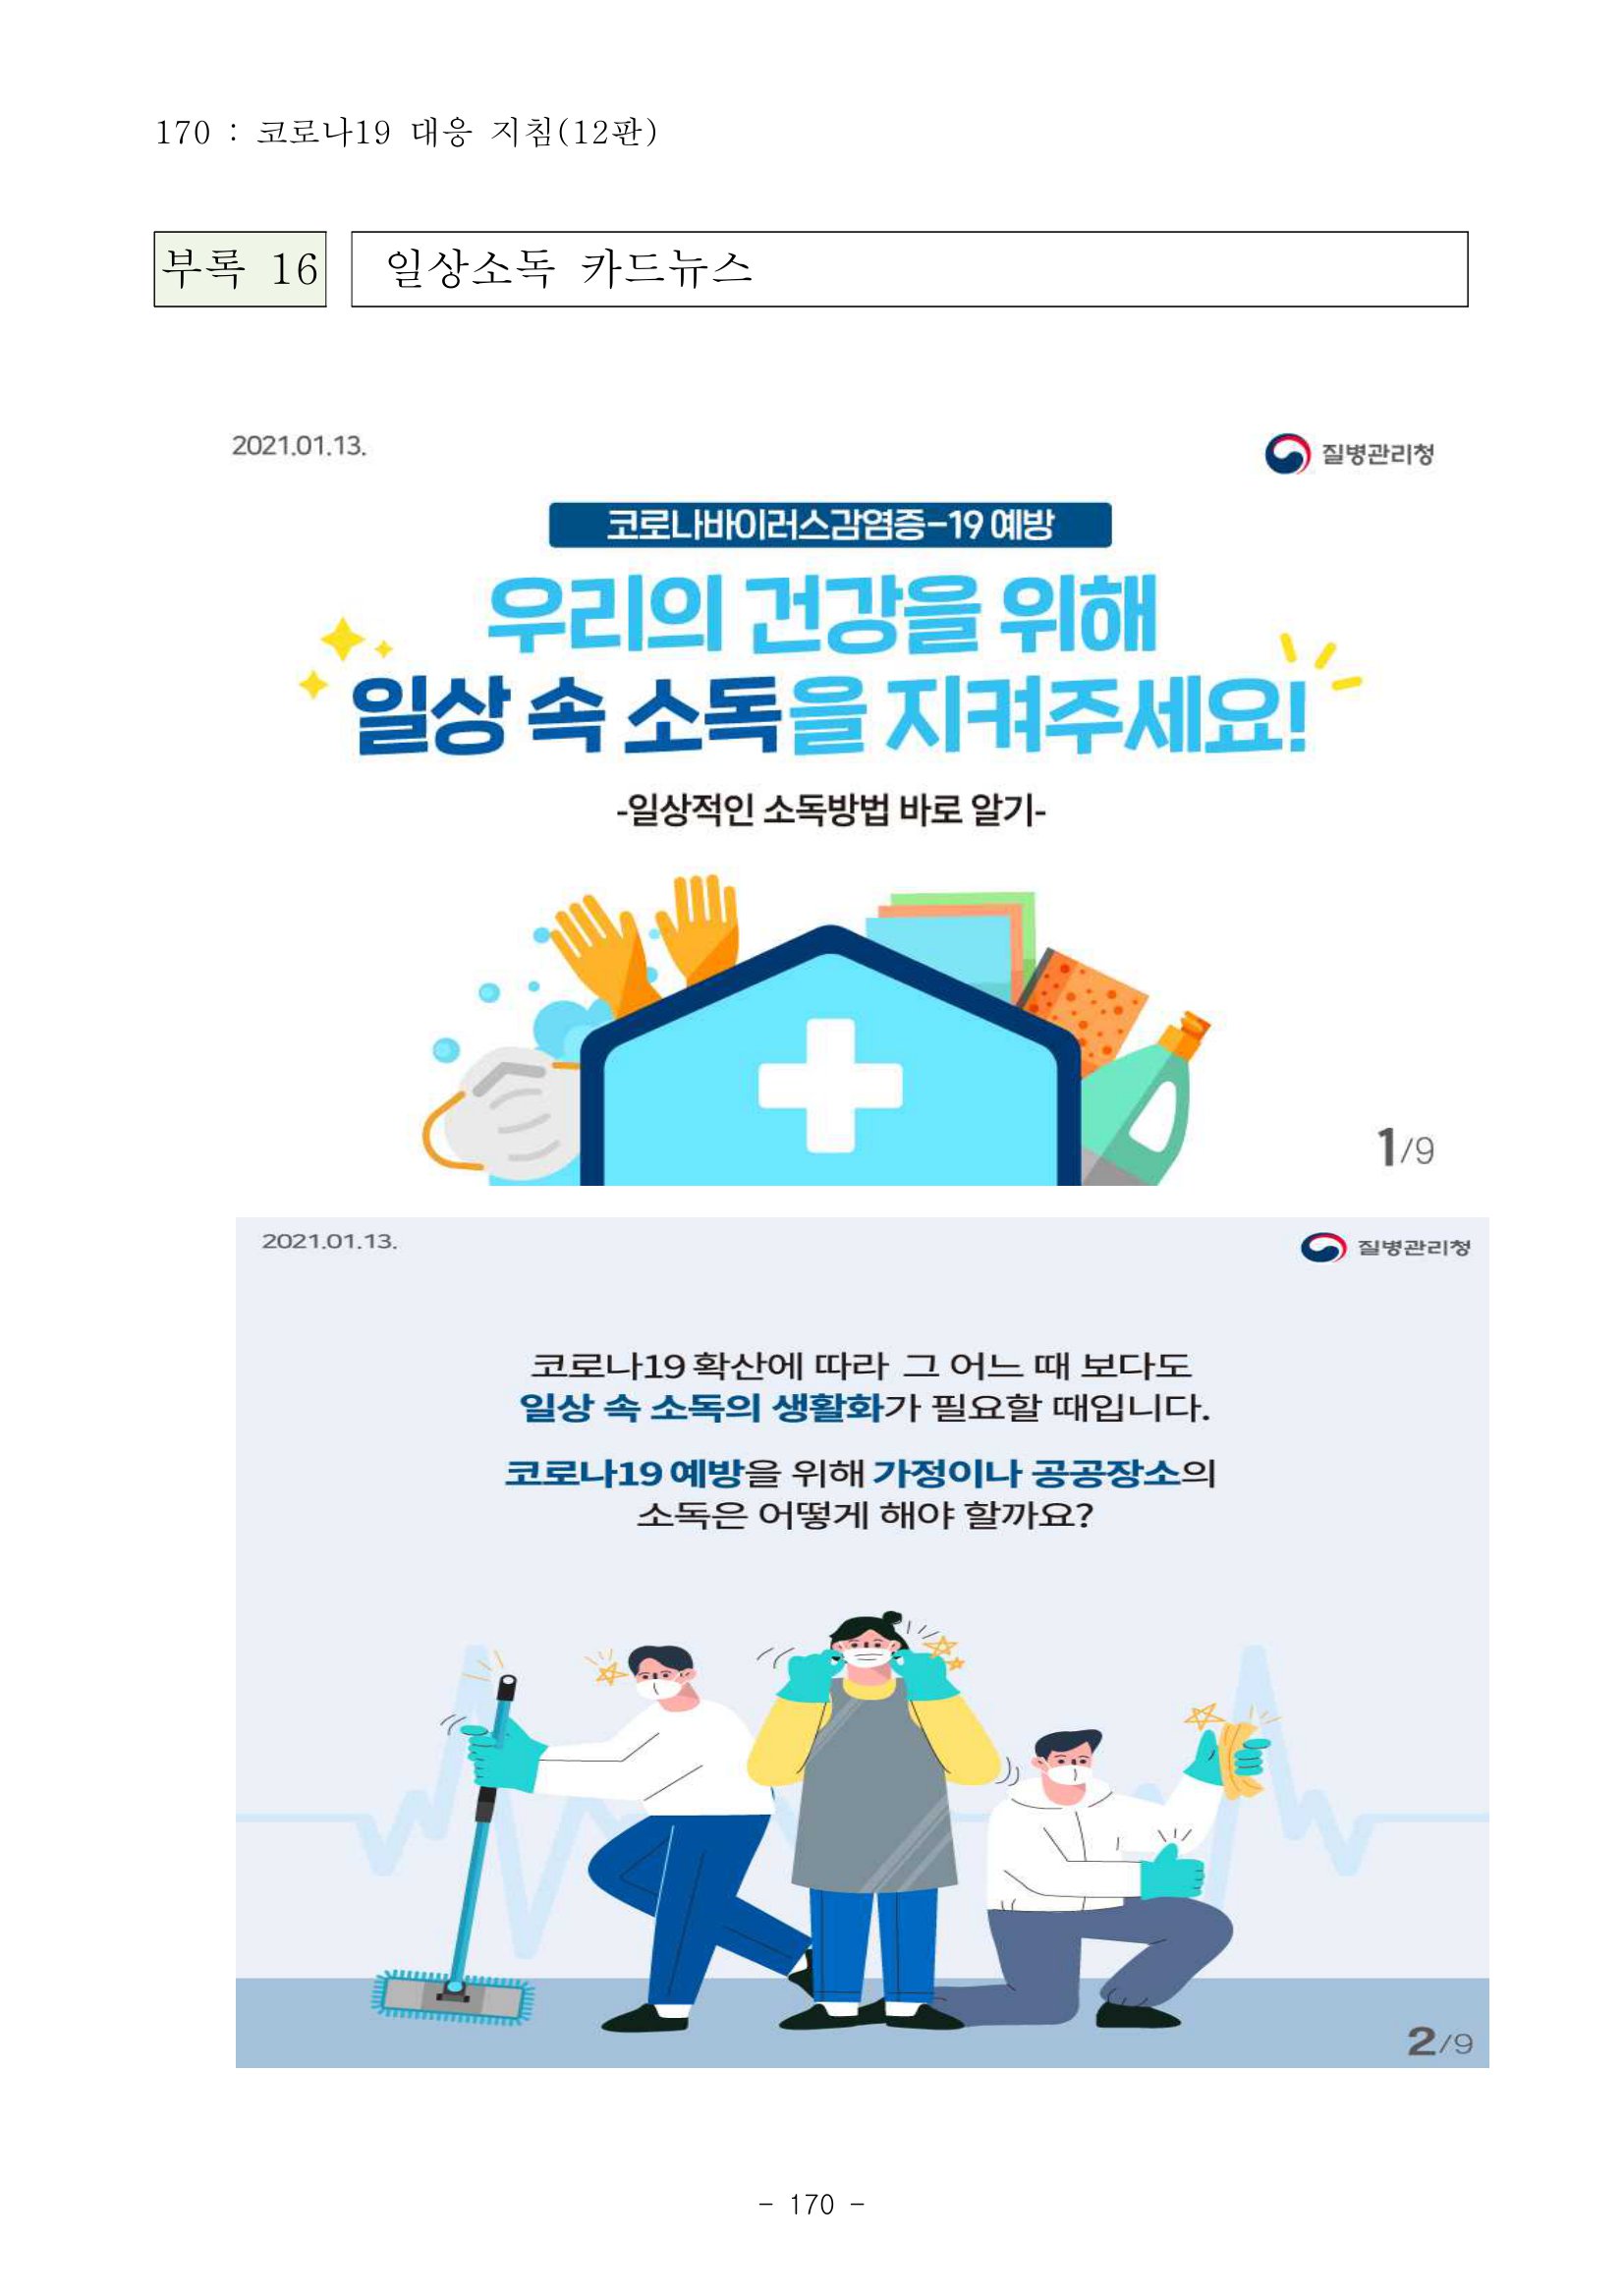 170 : 코로나19 대응 지침(12판)
부록 16
일상소독 카드뉴스
2021.01.13.
질병관리청
코로나바이러스감염증-19 예방
우리의 건강을 위해
일상 속 소독을 지켜주세요!
-일상적인 소독방법 바로 알기-
1/9
2021.01.13.
질병관리청
코로나19 확산에 따라 그 어느 때 보다도
일상 속 소독의 생활화가 필요할 때입니다.
코로나19 예방을 위해 가정이나 공공장소의
소독은 어떻게 해야 할까요?
2/9
- 170 -